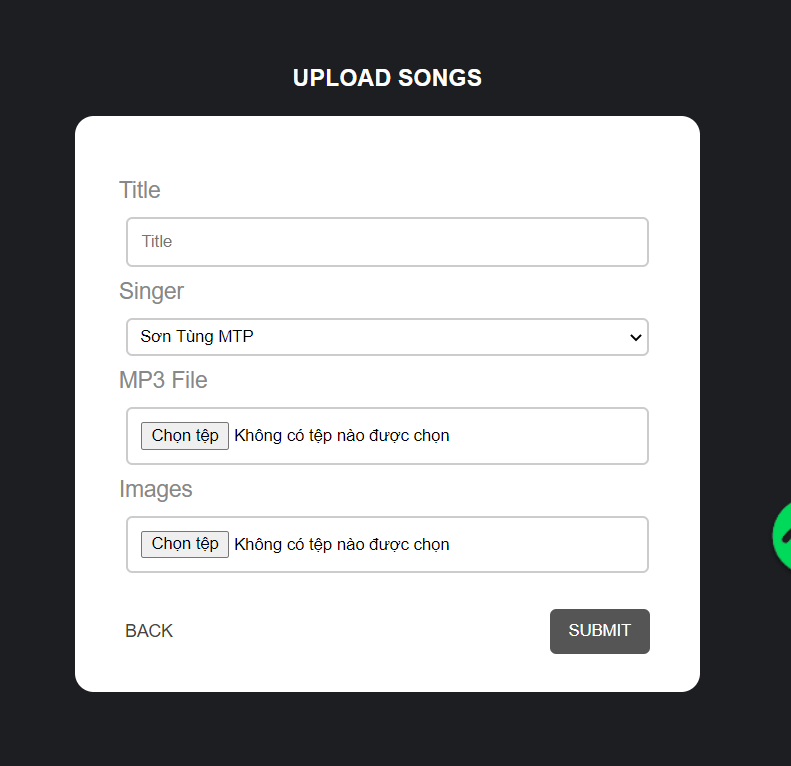 UPLOAD SONGS
Title
Title
Singer
Sơn Tùng MTP
MP3 File
Chọn tệp Không có tệp nào được chọn
Images
Chọn tệp Không có tệp nào được chọn
BACK SUBMIT